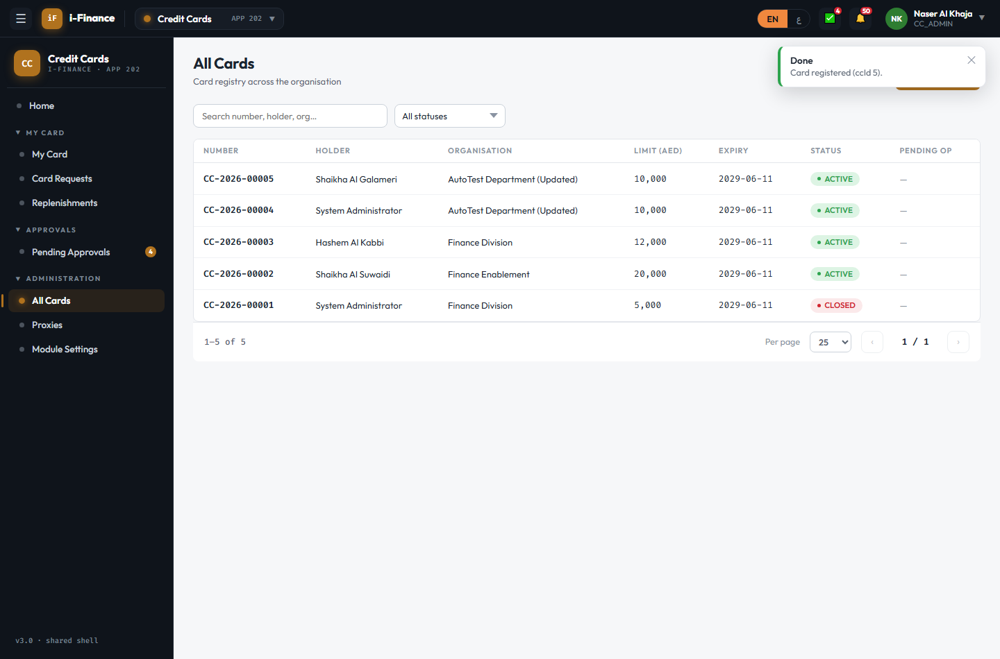 ☰ iF i-Finance Credit Cards APP 202 ▼ EN ع 4 50 NK Naser Al Khaja ▼
CC_ADMIN
CC Credit Cards
I-FINANCE · APP 202
Home
▼ MY CARD
My Card
Card Requests
Replenishments
▼ APPROVALS
Pending Approvals 4
▼ ADMINISTRATION
All Cards
Proxies
Module Settings
v3.0 · shared shell
All Cards
Card registry across the organisation
Done
Card registered (ccId 5).
Search number, holder, org…
All statuses
NUMBER HOLDER ORGANISATION LIMIT (AED) EXPIRY STATUS PENDING OP
CC-2026-00005 Shaikha Al Galameri AutoTest Department (Updated) 10,000 2029-06-11 ACTIVE —
CC-2026-00004 System Administrator AutoTest Department (Updated) 10,000 2029-06-11 ACTIVE —
CC-2026-00003 Hashem Al Kabbi Finance Division 12,000 2029-06-11 ACTIVE —
CC-2026-00002 Shaikha Al Suwaidi Finance Enablement 20,000 2029-06-11 ACTIVE —
CC-2026-00001 System Administrator Finance Division 5,000 2029-06-11 CLOSED —
1–5 of 5 Per page 25 ‹ 1 / 1 ›